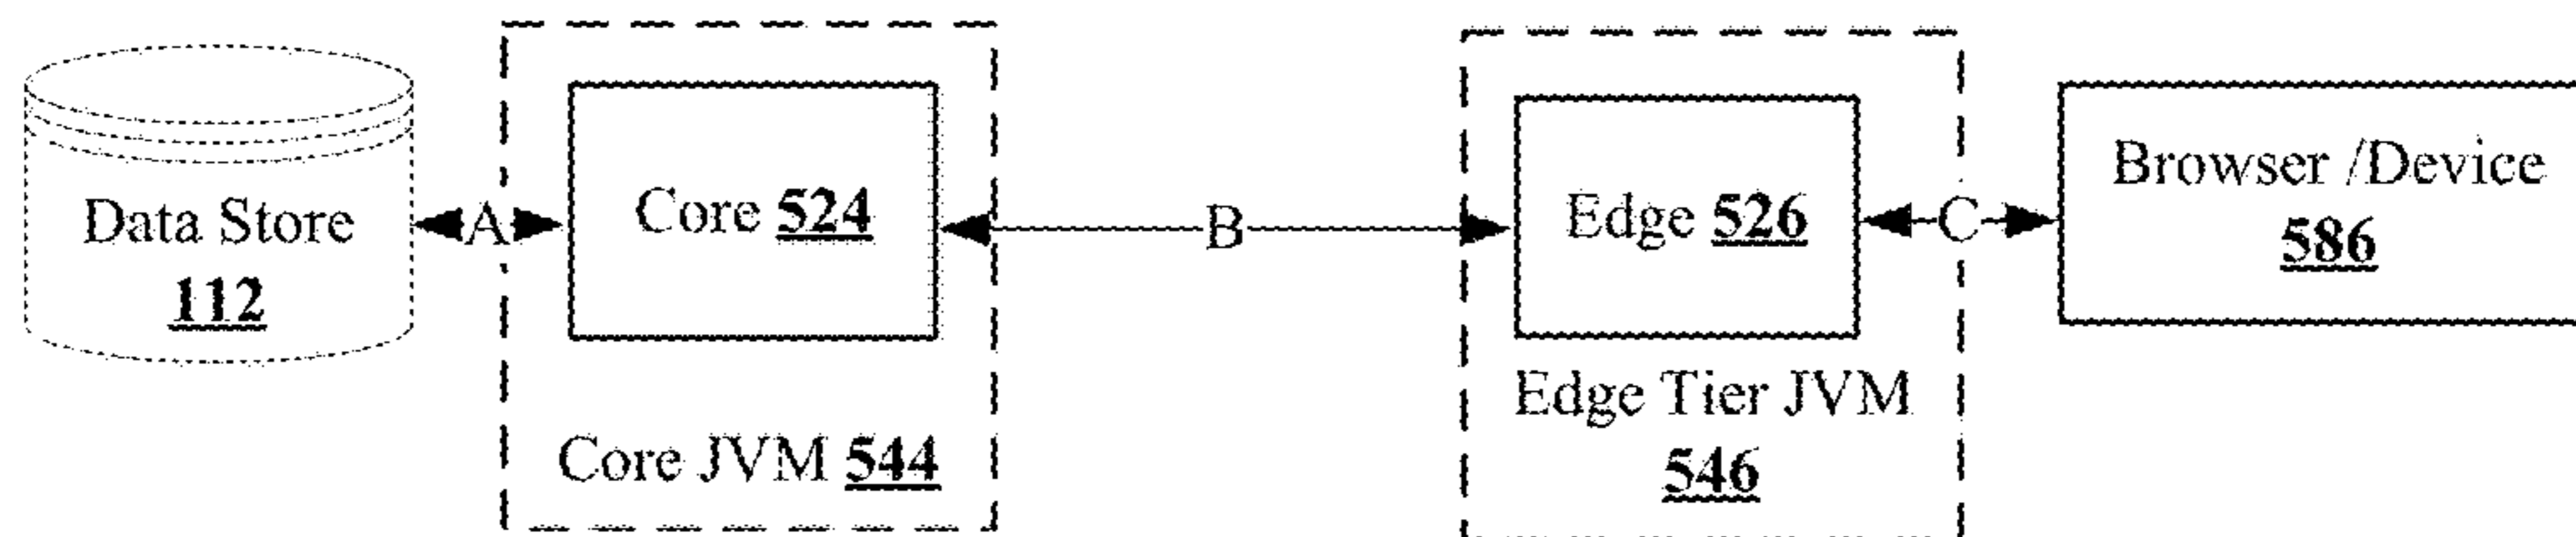 Data Store
112
A
Core 524
Core JVM 544
B
Edge 526
Edge Tier JVM
546
C
Browser /Device
586